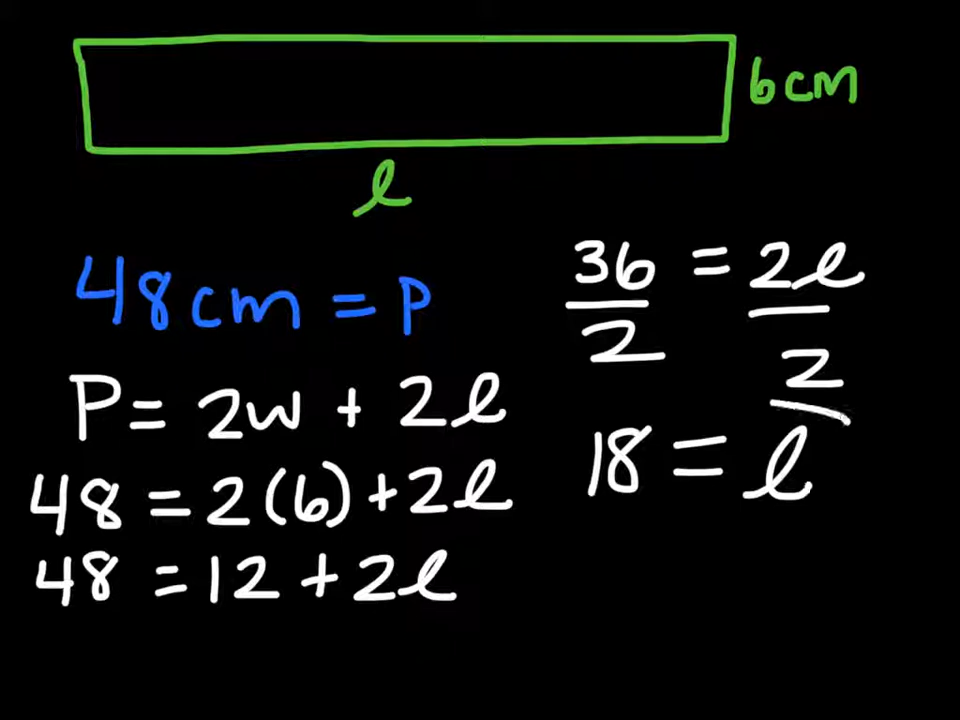 6cm
l
48cm = P
P = 2w + 2l
48 = 2(6) + 2l
48 = 12 + 2l
36 = 2l
2 2
18 = l